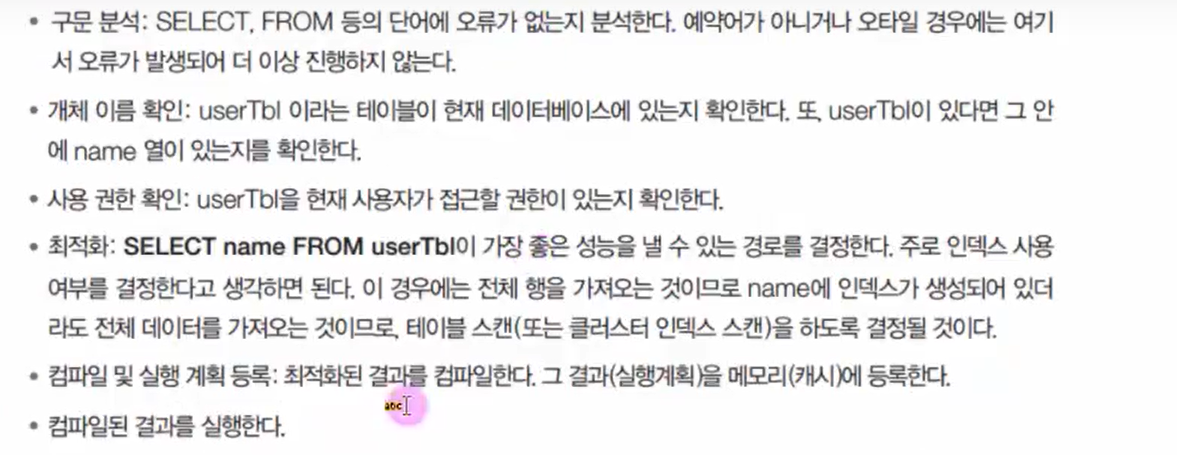 • 구문 분석: SELECT, FROM 등의 단어에 오류가 없는지 분석한다. 예약어가 아니거나 오타일 경우에는 여기
서 오류가 발생되어 더 이상 진행하지 않는다.
• 개체 이름 확인: userTbl 이라는 테이블이 현재 데이터베이스에 있는지 확인한다. 또, userTbl이 있다면 그 안
에 name 열이 있는지를 확인한다.
• 사용 권한 확인: userTbl을 현재 사용자가 접근할 권한이 있는지 확인한다.
• 최적화: SELECT name FROM userTbl이 가장 좋은 성능을 낼 수 있는 경로를 결정한다. 주로 인덱스 사용
여부를 결정한다고 생각하면 된다. 이 경우에는 전체 행을 가져오는 것이므로 name에 인덱스가 생성되어 있더
라도 전체 데이터를 가져오는 것이므로, 테이블 스캔(또는 클러스터 인덱스 스캔)을 하도록 결정될 것이다.
• 컴파일 및 실행 계획 등록: 최적화된 결과를 컴파일한다. 그 결과(실행계획)을 메모리(캐시)에 등록한다.
abc
• 컴파일된 결과를 실행한다.